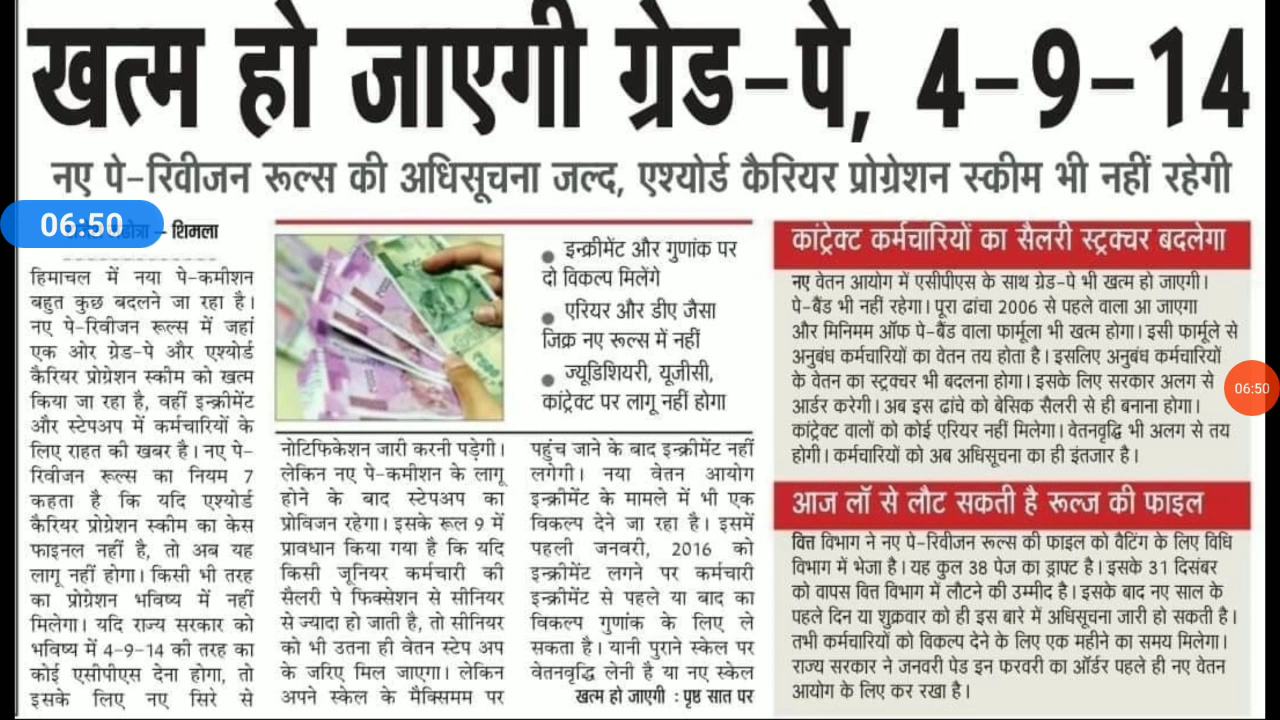 खत्म हो जाएगी ग्रेड-पे, 4-9-14
नए पे-रिवीजन रूल्स की अधिसूचना जल्द, एश्योर्ड कैरियर प्रोग्रेशन स्कीम भी नहीं रहेगी
06:50
– शिमला
हिमाचल में नया पे-कमीशन
बहुत कुछ बदलने जा रहा है।
नए पे-रिवीजन रूल्स में जहां
एक ओर ग्रेड-पे और एश्योर्ड
कैरियर प्रोग्रेशन स्कीम को खत्म
किया जा रहा है, वहीं इन्क्रीमेंट
और स्टेपअप में कर्मचारियों के
लिए राहत की खबर है। नए पे-
रिवीजन रूल्स का नियम 7
कहता है कि यदि एश्योर्ड
कैरियर प्रोग्रेशन स्कीम का केस
फाइनल नहीं है, तो अब यह
लागू नहीं होगा। किसी भी तरह
का प्रोग्रेशन भविष्य में नहीं
मिलेगा। यदि राज्य सरकार को
भविष्य में 4-9-14 की तरह का
कोई एसीपीएस देना होगा, तो
इसके लिए नए सिरे से
इन्क्रीमेंट और गुणांक पर
दो विकल्प मिलेंगे
एरियर और डीए जैसा
जिक्र नए रूल्स में नहीं
ज्यूडिशियरी, यूजीसी,
कांट्रेक्ट पर लागू नहीं होगा
नोटिफिकेशन जारी करनी पड़ेगी।
लेकिन नए पे-कमीशन के लागू
होने के बाद स्टेपअप का
प्रोविजन रहेगा। इसके रूल 9 में
प्रावधान किया गया है कि यदि
किसी जूनियर कर्मचारी की
सैलरी पे फिक्सेशन से सीनियर
से ज्यादा हो जाती है, तो सीनियर
को भी उतना ही वेतन स्टेप अप
के जरिए मिल जाएगा। लेकिन
अपने स्केल के मैक्सिमम पर
पहुंच जाने के बाद इन्क्रीमेंट नहीं
लगेगी। नया वेतन आयोग
इन्क्रीमेंट के मामले में भी एक
विकल्प देने जा रहा है। इसमें
पहली जनवरी, 2016 को
इन्क्रीमेंट लगने पर कर्मचारी
इन्क्रीमेंट से पहले या बाद का
विकल्प गुणांक के लिए ले
सकता है। यानी पुराने स्केल पर
वेतनवृद्धि लेनी है या नए स्केल
खत्म हो जाएगी : पृष्ठ सात पर
कांट्रेक्ट कर्मचारियों का सैलरी स्ट्रक्चर बदलेगा
नए वेतन आयोग में एसीपीएस के साथ ग्रेड-पे भी खत्म हो जाएगी।
पे-बैंड भी नहीं रहेगा। पूरा ढांचा 2006 से पहले वाला आ जाएगा
और मिनिमम ऑफ पे-बैंड वाला फार्मूला भी खत्म होगा। इसी फार्मूले से
अनुबंध कर्मचारियों का वेतन तय होता है। इसलिए अनुबंध कर्मचारियों
के वेतन का स्ट्रक्चर भी बदलना होगा। इसके लिए सरकार अलग से
आर्डर करेगी। अब इस ढांचे को बेसिक सैलरी से ही बनाना होगा।
कांट्रेक्ट वालों को कोई एरियर नहीं मिलेगा। वेतनवृद्धि भी अलग से तय
होगी। कर्मचारियों को अब अधिसूचना का ही इंतजार है।
06:50
आज लॉ से लौट सकती है रूल्ज की फाइल
वित्त विभाग ने नए पे-रिवीजन रूल्स की फाइल को वैटिंग के लिए विधि
विभाग में भेजा है। यह कुल 38 पेज का ड्राफ्ट है। इसके 31 दिसंबर
को वापस वित्त विभाग में लौटने की उम्मीद है। इसके बाद नए साल के
पहले दिन या शुक्रवार को ही इस बारे में अधिसूचना जारी हो सकती है।
तभी कर्मचारियों को विकल्प देने के लिए एक महीने का समय मिलेगा।
राज्य सरकार ने जनवरी पेड इन फरवरी का ऑर्डर पहले ही नए वेतन
आयोग के लिए कर रखा है।